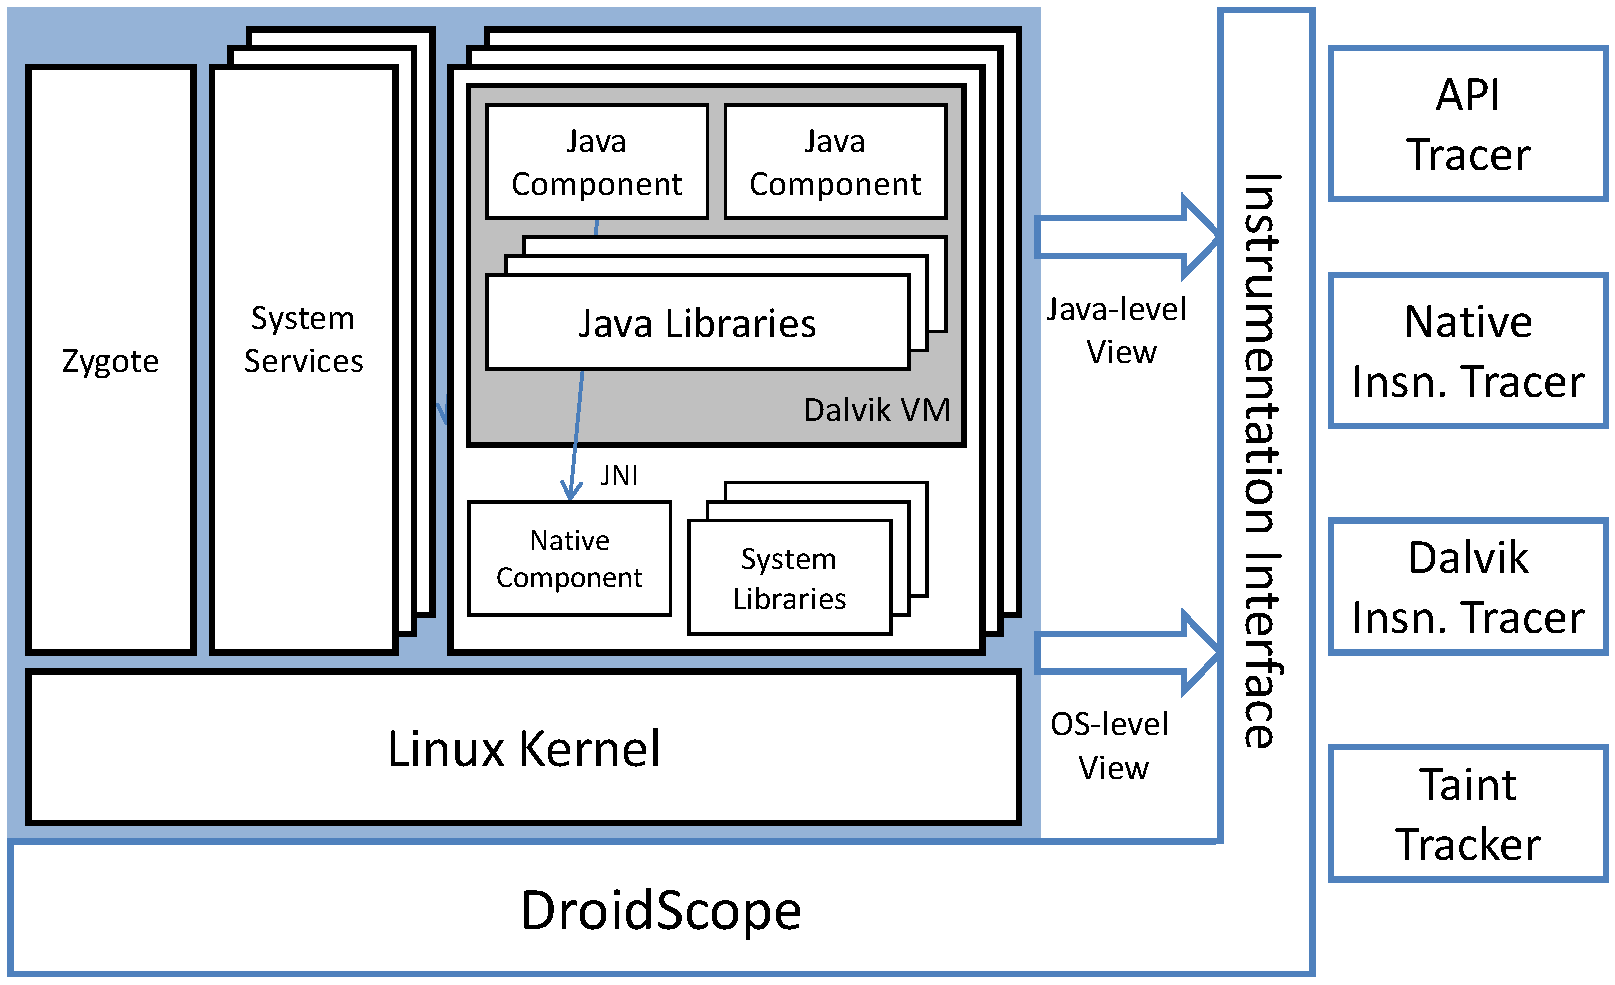 Zygote
System
Services
Java
Component
Java
Component
Java Libraries
Dalvik VM
JNI
Native
Component
System
Libraries
Linux Kernel
DroidScope
Java-level
View
OS-level
View
Instrumentation Interface
API
Tracer
Native
Insn. Tracer
Dalvik
Insn. Tracer
Taint
Tracker